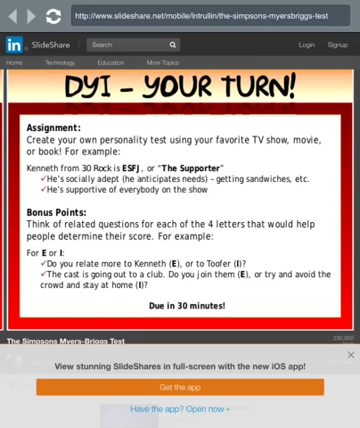 http://www.slideshare.net/mobile/lntrullin/the-simpsons-myersbriggs-test
in SlideShare Search Login Signup
Home Technology Education More Topics
DYI - YOUR TURN!
Assignment:
Create your own personality test using your favorite TV show, movie,
or book! For example:
Kenneth from 30 Rock is ESFJ, or "The Supporter"
✓He's socially adept (he anticipates needs) – getting sandwiches, etc.
✓He's supportive of everybody on the show
Bonus Points:
Think of related questions for each of the 4 letters that would help
people determine their score. For example:
For E or I:
✓Do you relate more to Kenneth (E), or to Toofer (I)?
✓The cast is going out to a club. Do you join them (E), or try and avoid the
crowd and stay at home (I)?
Due in 30 minutes!
The Simpsons Myers-Briggs Test
View stunning SlideShares in full-screen with the new iOS app!
Get the app
Have the app? Open now »